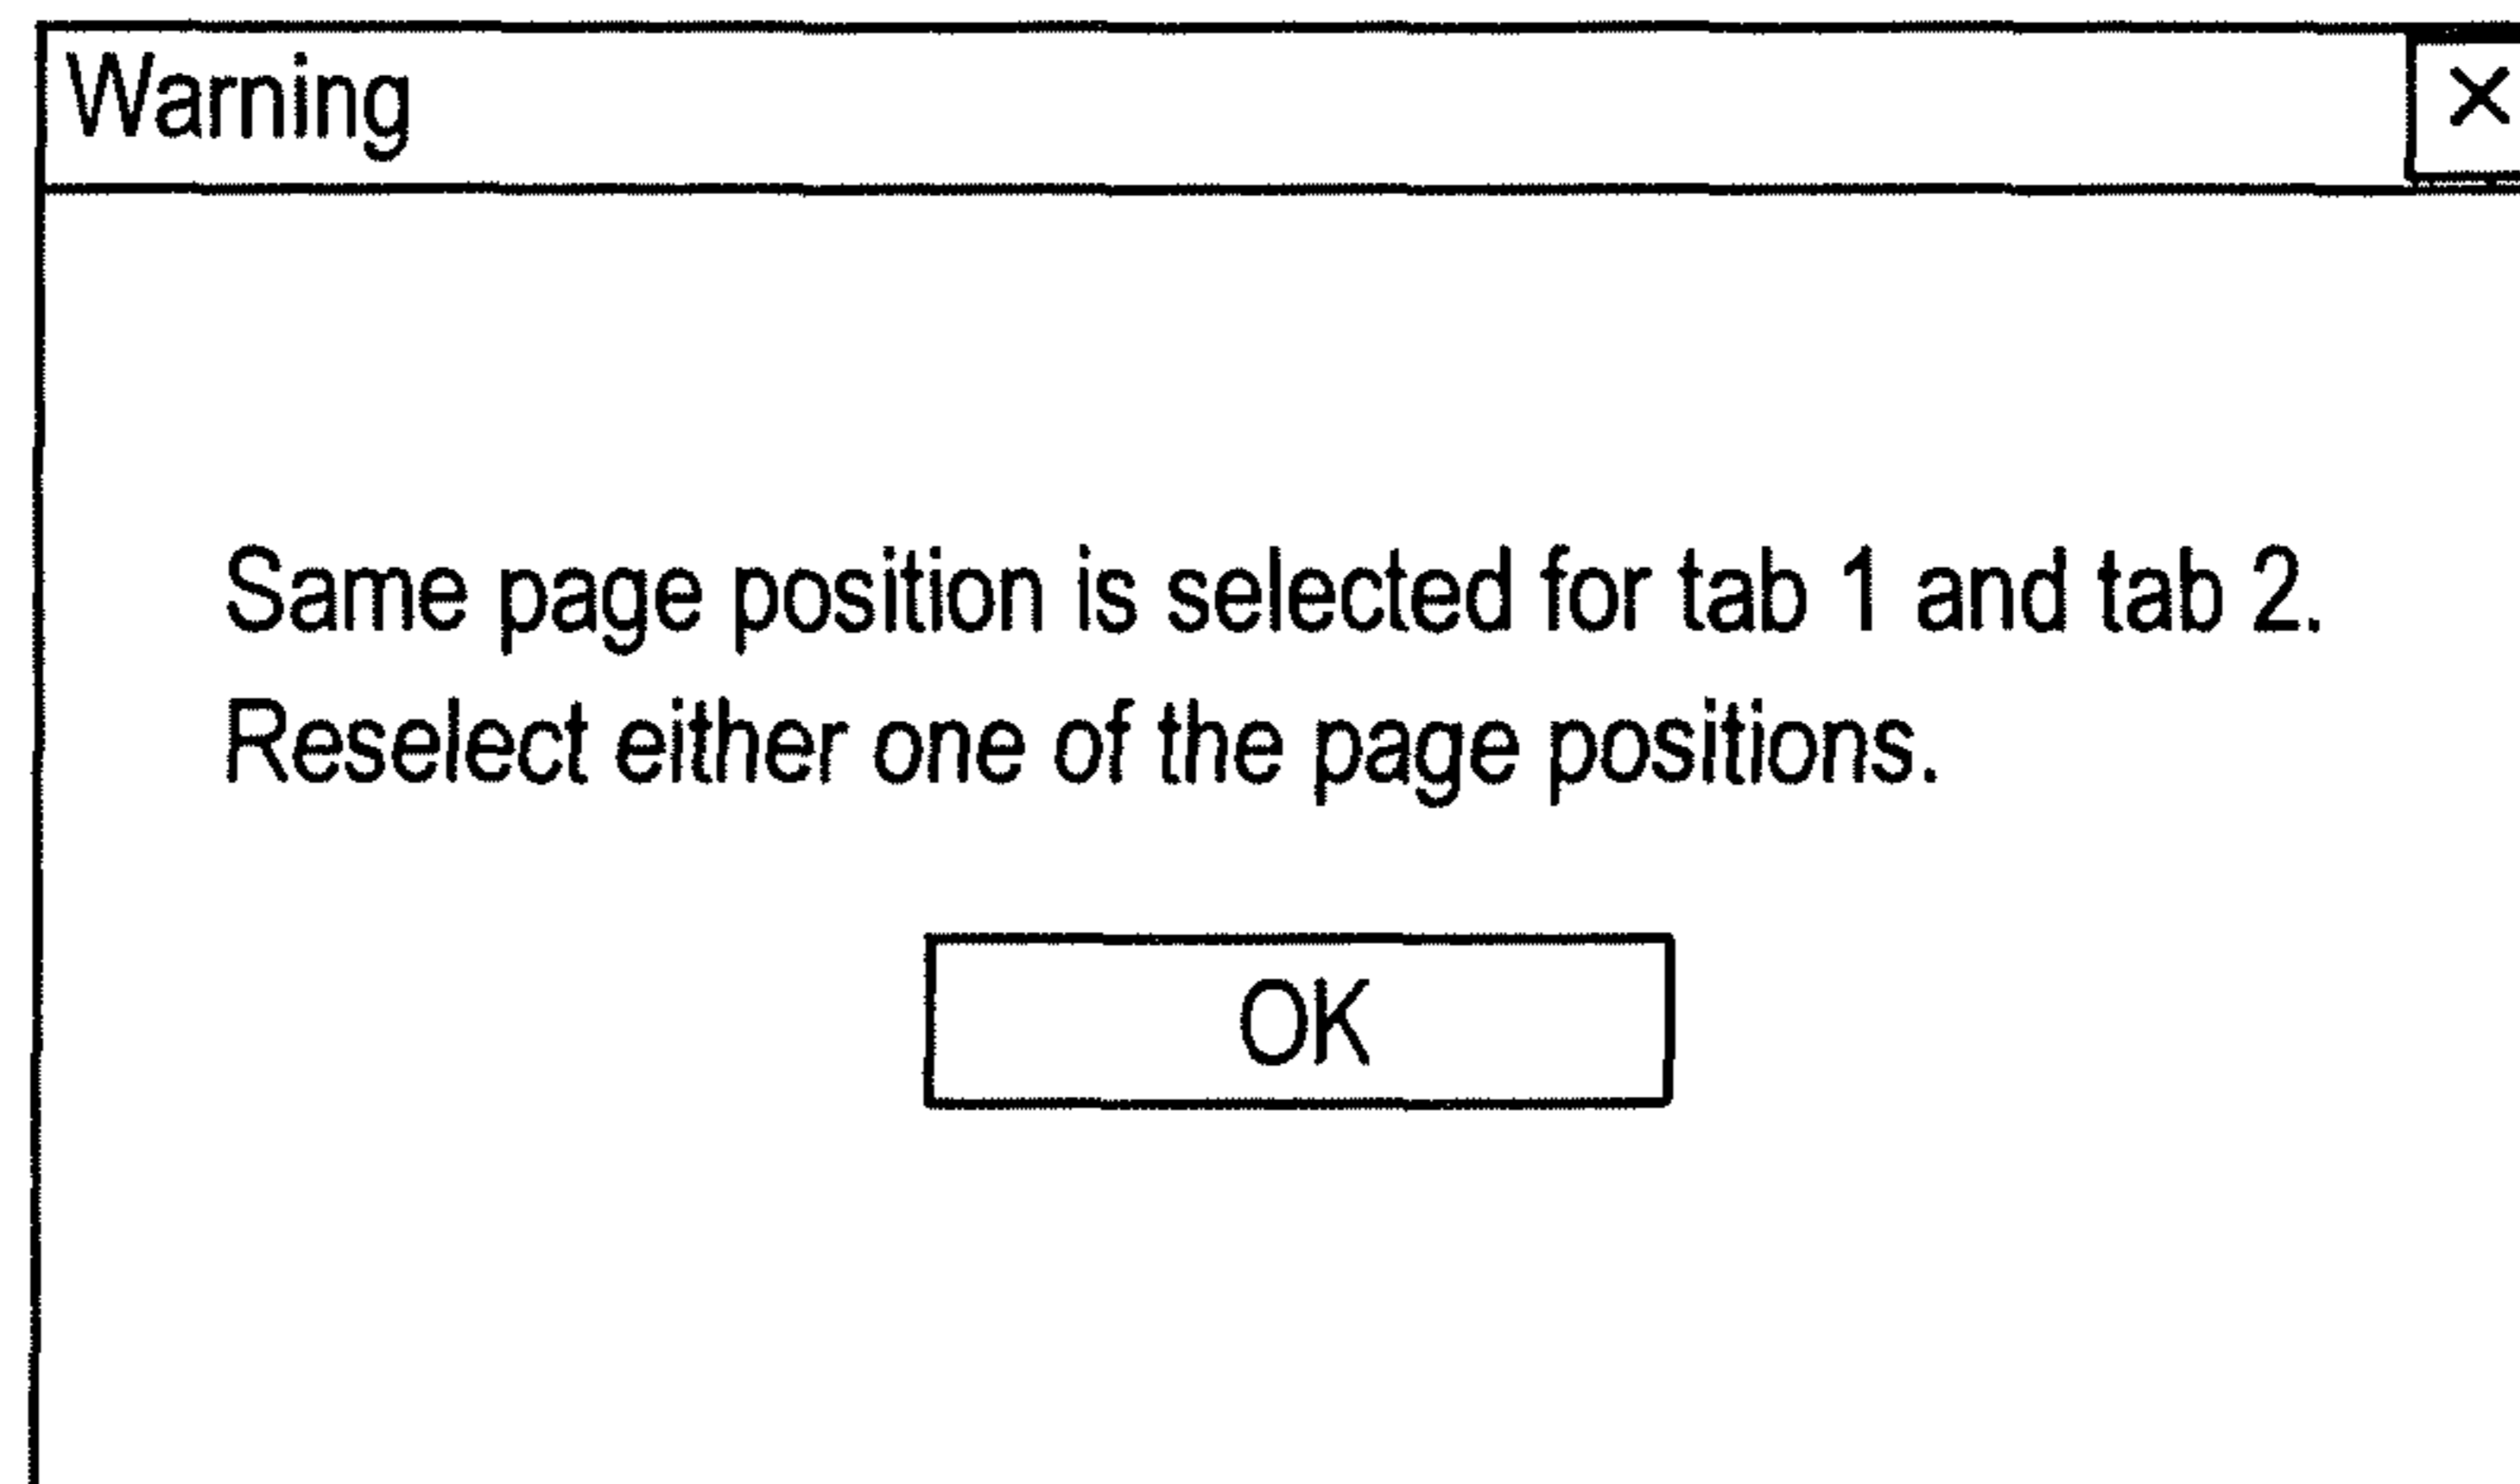 Warning ×
Same page position is selected for tab 1 and tab 2.
Reselect either one of the page positions.
OK